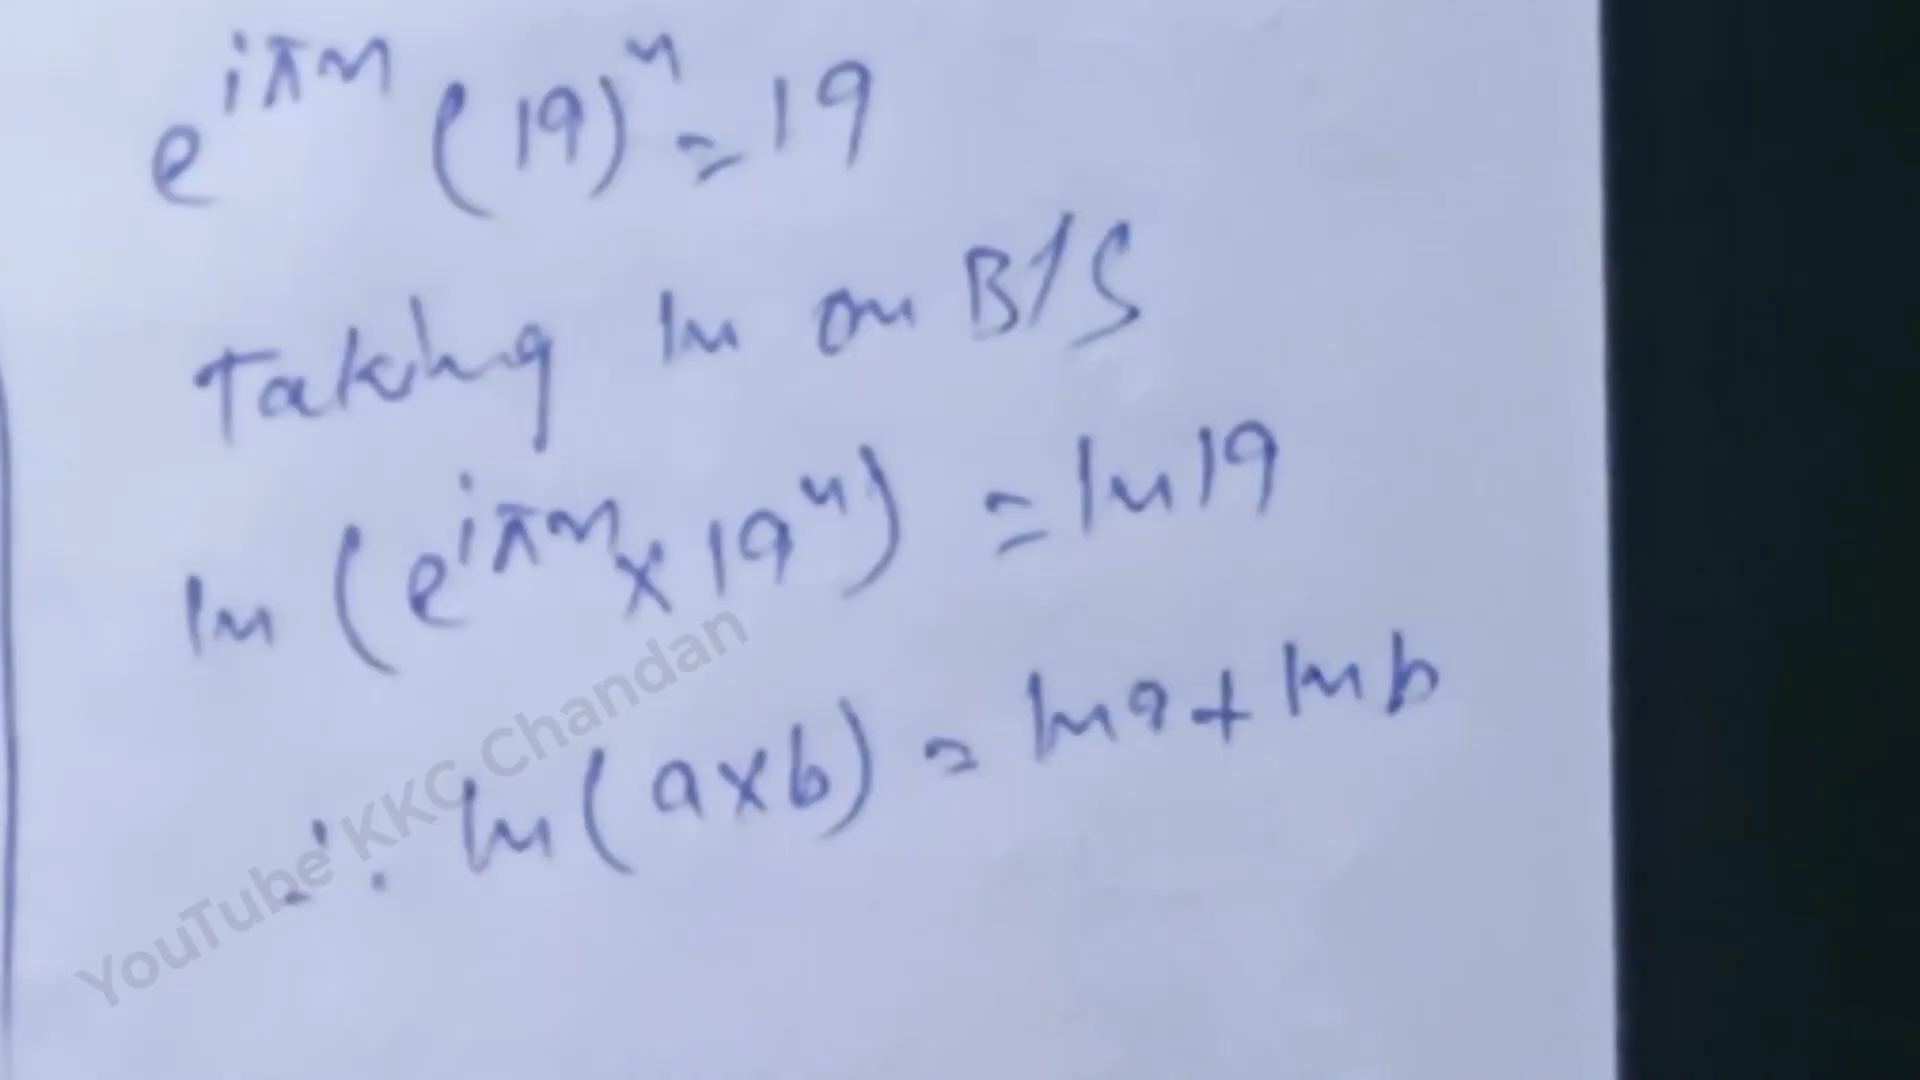 e^{iπn} (19)^n = 19
Taking ln on B/S
ln (e^{iπn} × 19^n) = ln 19
∴ ln (a×b) = ln a + ln b
YouTube KKC Chandan